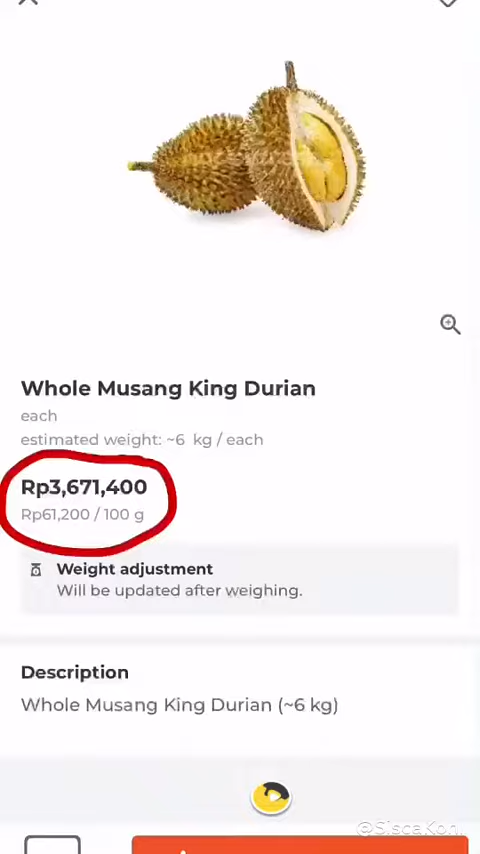 Whole Musang King Durian
each
estimated weight: ~6 kg / each
Rp3,671,400
Rp61,200 / 100 g
Weight adjustment
Will be updated after weighing.
Description
Whole Musang King Durian (~6 kg)